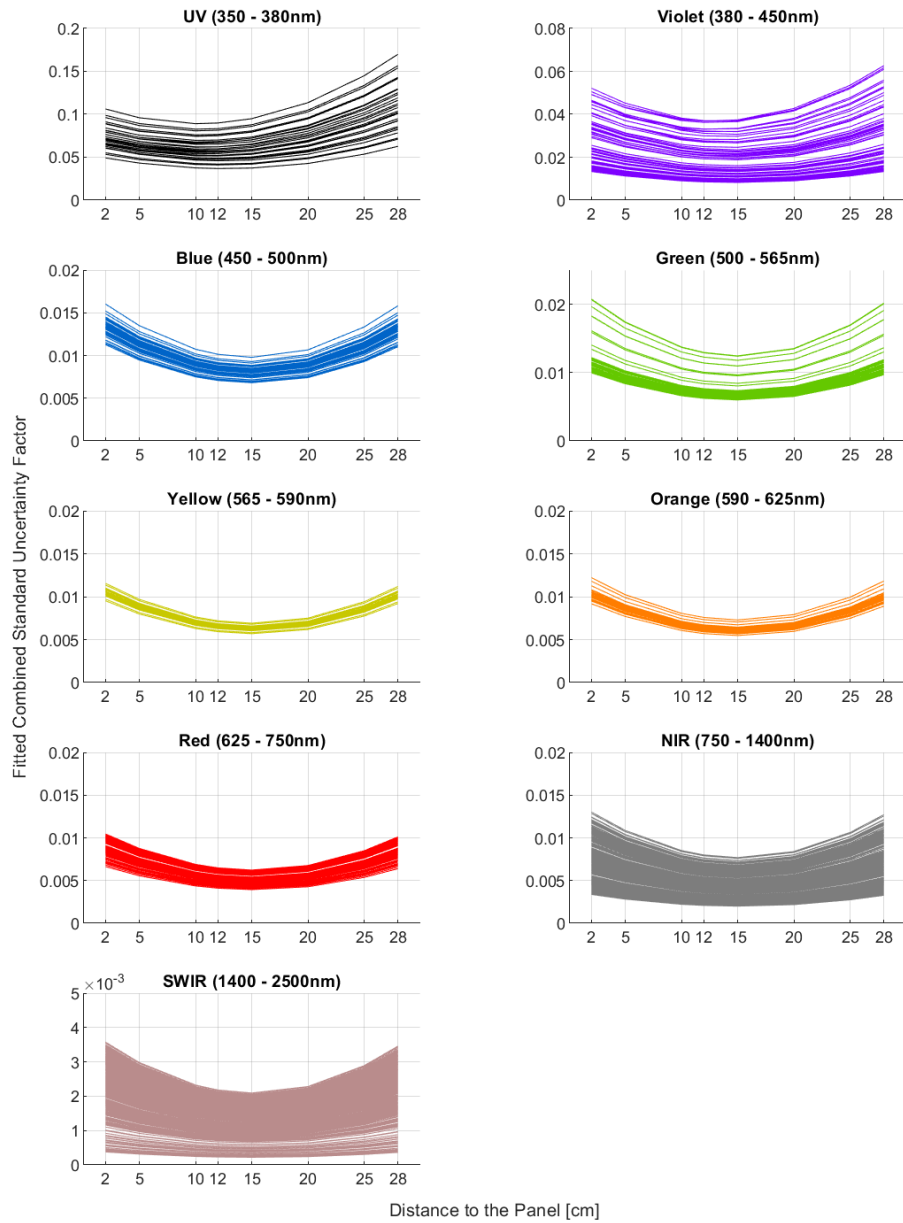 UV (350 - 380nm)
0.2
0.15
0.1
0.05
0
2 5 10 12 15 20 25 28
Violet (380 - 450nm)
0.08
0.06
0.04
0.02
0
2 5 10 12 15 20 25 28
Blue (450 - 500nm)
0.02
0.015
0.01
0.005
0
2 5 10 12 15 20 25 28
Green (500 - 565nm)
0.02
0.01
0
2 5 10 12 15 20 25 28
Fitted Combined Standard Uncertainty Factor
Yellow (565 - 590nm)
0.02
0.015
0.01
0.005
0
2 5 10 12 15 20 25 28
Orange (590 - 625nm)
0.02
0.015
0.01
0.005
0
2 5 10 12 15 20 25 28
Red (625 - 750nm)
0.02
0.015
0.01
0.005
0
2 5 10 12 15 20 25 28
NIR (750 - 1400nm)
0.02
0.015
0.01
0.005
0
2 5 10 12 15 20 25 28
SWIR (1400 - 2500nm)
×10⁻³
5
4
3
2
1
0
2 5 10 12 15 20 25 28
Distance to the Panel [cm]